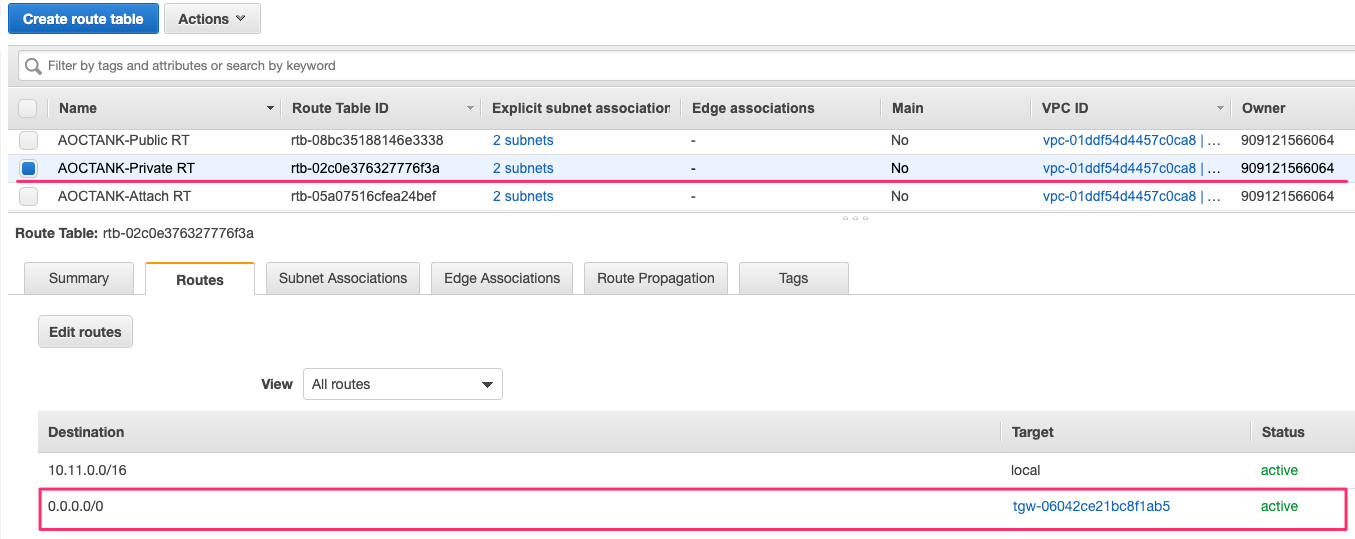 Create route table Actions
Filter by tags and attributes or search by keyword
Name Route Table ID Explicit subnet association Edge associations Main VPC ID Owner
AOCTANK-Public RT rtb-08bc35188146e3338 2 subnets - No vpc-01ddf54d4457c0ca8 | ... 909121566064
AOCTANK-Private RT rtb-02c0e376327776f3a 2 subnets - No vpc-01ddf54d4457c0ca8 | ... 909121566064
AOCTANK-Attach RT rtb-05a07516cfea24bef 2 subnets - No vpc-01ddf54d4457c0ca8 | ... 909121566064
Route Table: rtb-02c0e376327776f3a
Summary Routes Subnet Associations Edge Associations Route Propagation Tags
Edit routes
View All routes
Destination Target Status
10.11.0.0/16 local active
0.0.0.0/0 tgw-06042ce21bc8f1ab5 active